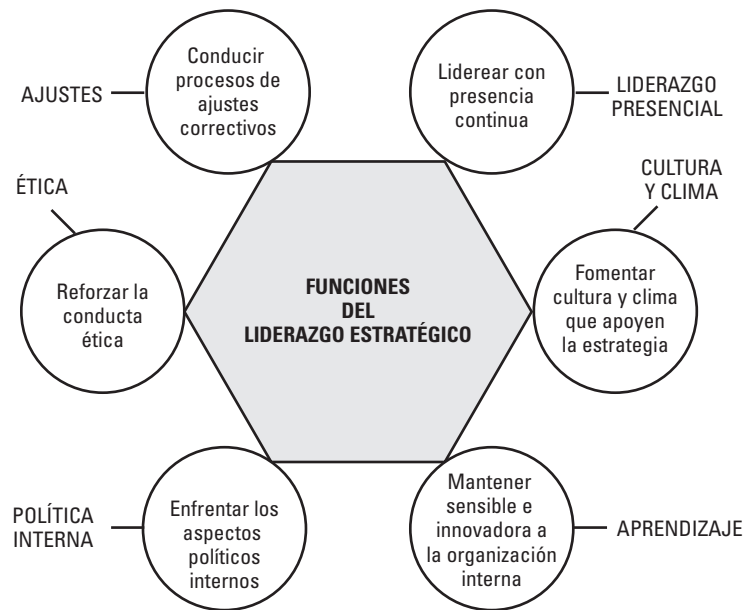 AJUSTES
Conducir
procesos de
ajustes
correctivos
Liderear con
presencia
continua
LIDERAZGO
PRESENCIAL
ÉTICA
Reforzar la
conducta
ética
FUNCIONES
DEL
LIDERAZGO ESTRATÉGICO
CULTURA
Y CLIMA
Fomentar
cultura y clima
que apoyen
la estrategia
POLÍTICA
INTERNA
Enfrentar los
aspectos
políticos
internos
Mantener
sensible e
innovadora a
la organización
interna
APRENDIZAJE